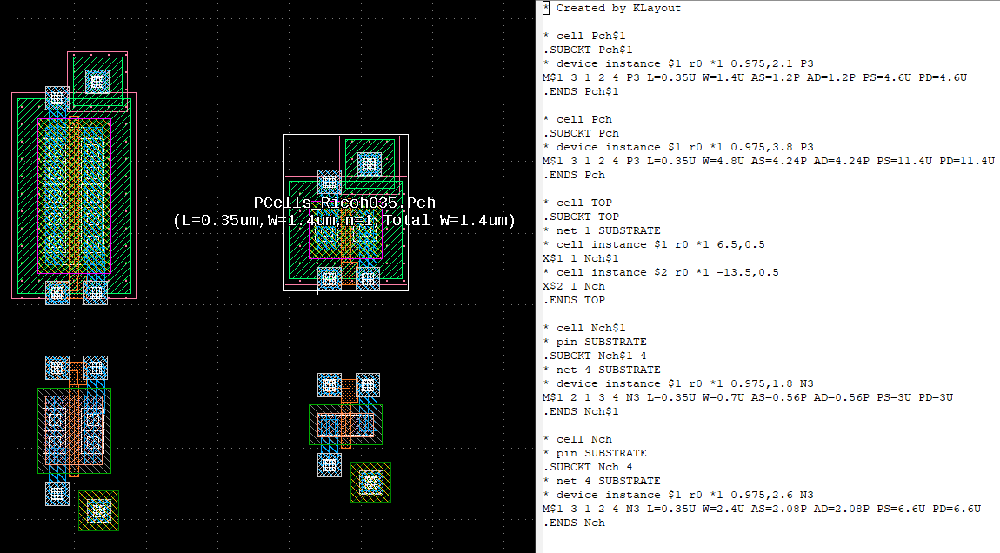 PCells_Ricoh035.Pch
(L=0.35um,W=1.4um,n=1,Total W=1.4um)
* Created by KLayout
* cell Pch$1
.SUBCKT Pch$1
* device instance $1 r0 *1 0.975,2.1 P3
M$1 3 1 2 4 P3 L=0.35U W=1.4U AS=1.2P AD=1.2P PS=4.6U PD=4.6U
.ENDS Pch$1
* cell Pch
.SUBCKT Pch
* device instance $1 r0 *1 0.975,3.8 P3
M$1 3 1 2 4 P3 L=0.35U W=4.8U AS=4.24P AD=4.24P PS=11.4U PD=11.4U
.ENDS Pch
* cell TOP
.SUBCKT TOP
* net 1 SUBSTRATE
* cell instance $1 r0 *1 6.5,0.5
X$1 1 Nch$1
* cell instance $2 r0 *1 -13.5,0.5
X$2 1 Nch
.ENDS TOP
* cell Nch$1
* pin SUBSTRATE
.SUBCKT Nch$1 4
* net 4 SUBSTRATE
* device instance $1 r0 *1 0.975,1.8 N3
M$1 2 1 3 4 N3 L=0.35U W=0.7U AS=0.56P AD=0.56P PS=3U PD=3U
.ENDS Nch$1
* cell Nch
* pin SUBSTRATE
.SUBCKT Nch 4
* net 4 SUBSTRATE
* device instance $1 r0 *1 0.975,2.6 N3
M$1 3 1 2 4 N3 L=0.35U W=2.4U AS=2.08P AD=2.08P PS=6.6U PD=6.6U
.ENDS Nch